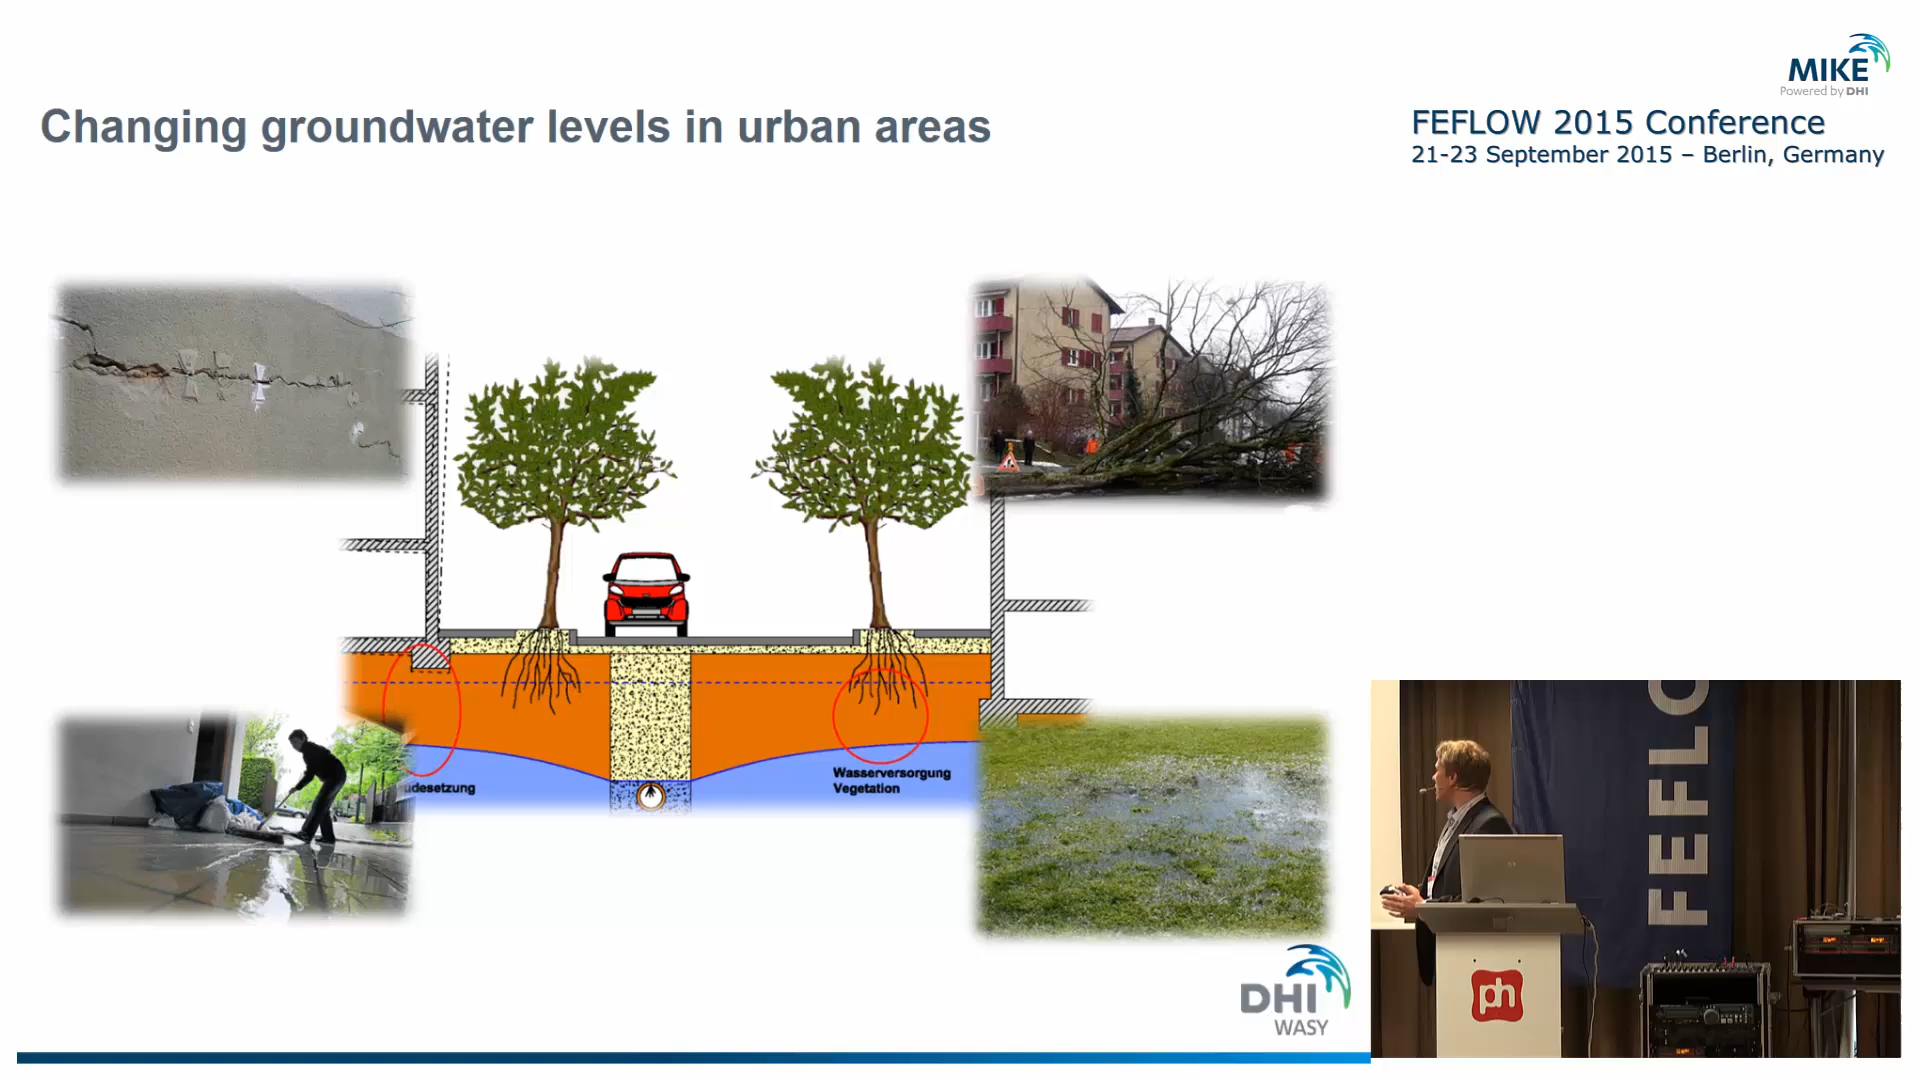 MIKE
Powered by DHI
Changing groundwater levels in urban areas
FEFLOW 2015 Conference
21-23 September 2015 – Berlin, Germany
Wasserversorgung
Vegetation
udesetzung
DHI
WASY
FEFLO
ph